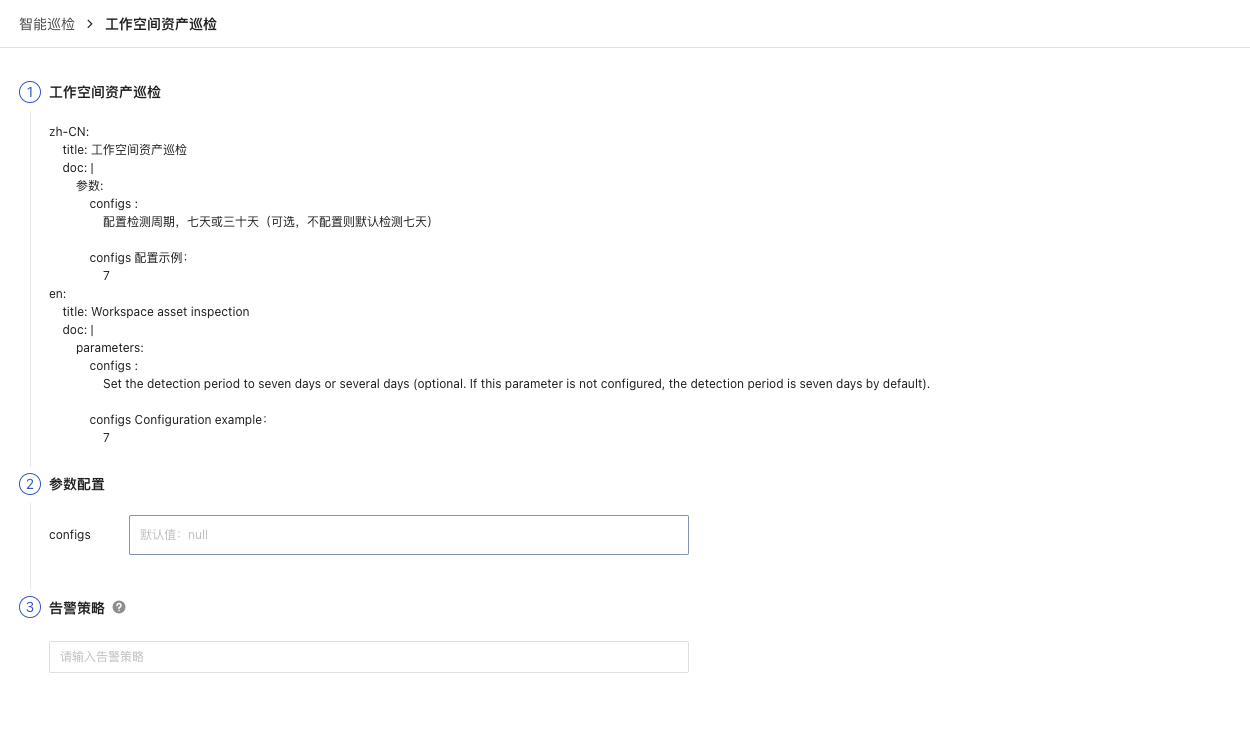 智能巡检 > 工作空间资产巡检
1 工作空间资产巡检
zh-CN:
title: 工作空间资产巡检
doc: |
参数:
configs :
配置检测周期，七天或三十天（可选，不配置则默认检测七天）
configs 配置示例：
7
en:
title: Workspace asset inspection
doc: |
parameters:
configs :
Set the detection period to seven days or several days (optional. If this parameter is not configured, the detection period is seven days by default).
configs Configuration example：
7
2 参数配置
configs 默认值：null
3 告警策略 ?
请输入告警策略